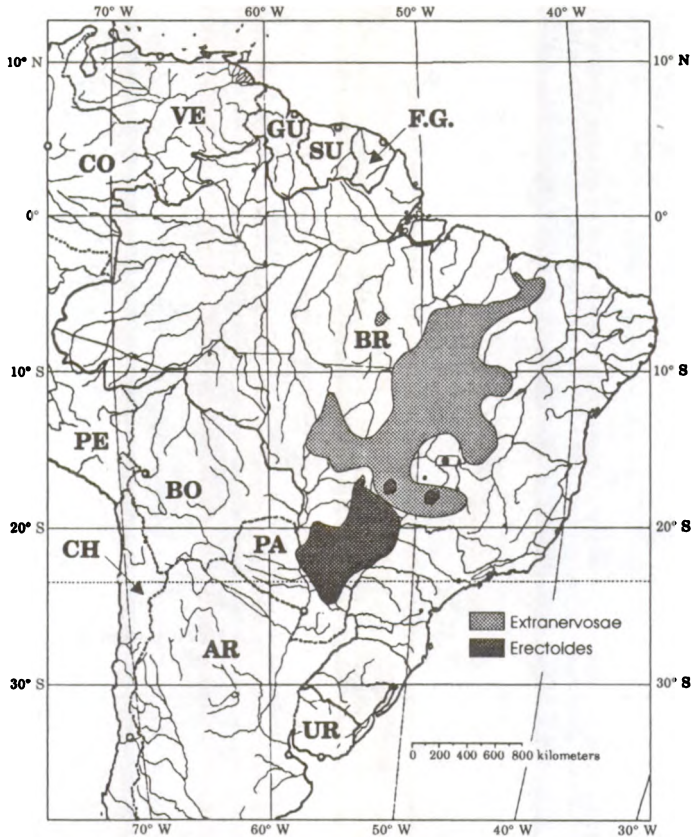 70° W 60° W 50° W 40° W
10° N 10° N
VE
GU
F.G.
SU
CO
0° 0°
BR
10° S 10° S
PE
BO
20° S 20° S
CH
PA
Extranervosae
AR
Erectoides
30° S 30° S
UR
0 200 400 600 800 kilometers
70° W 60° W 50° W 40° W 30° W